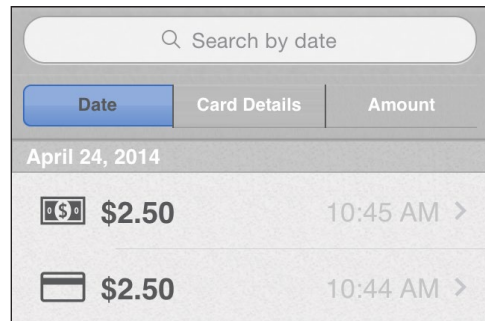 Search by date
Date Card Details Amount
April 24, 2014
$2.50 10:45 AM
$2.50 10:44 AM